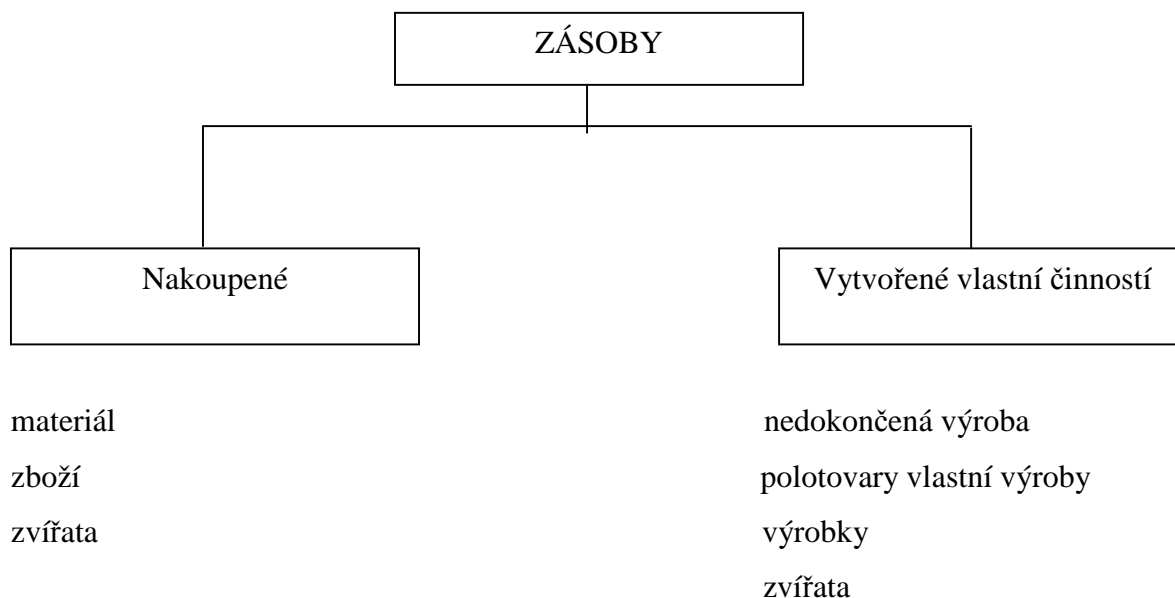 ZÁSOBY
Nakoupené
Vytvořené vlastní činností
materiál
zboží
zvířata
nedokončená výroba
polotovary vlastní výroby
výrobky
zvířata